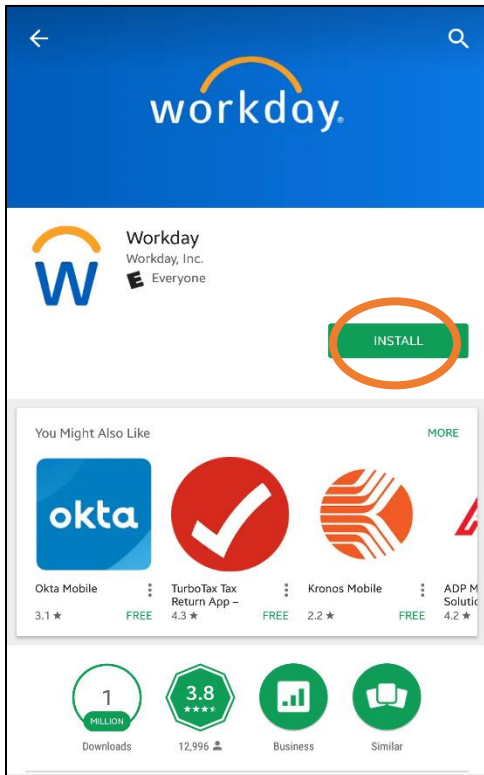 workday.
Workday
Workday, Inc.
E Everyone
INSTALL
You Might Also Like
MORE
okta
Okta Mobile
3.1 ★ FREE
TurboTax Tax
Return App –
4.3 ★ FREE
Kronos Mobile
2.2 ★ FREE
ADP M
Solutic
4.2 ★
1
MILLION
Downloads
3.8
12,996
Business
Similar